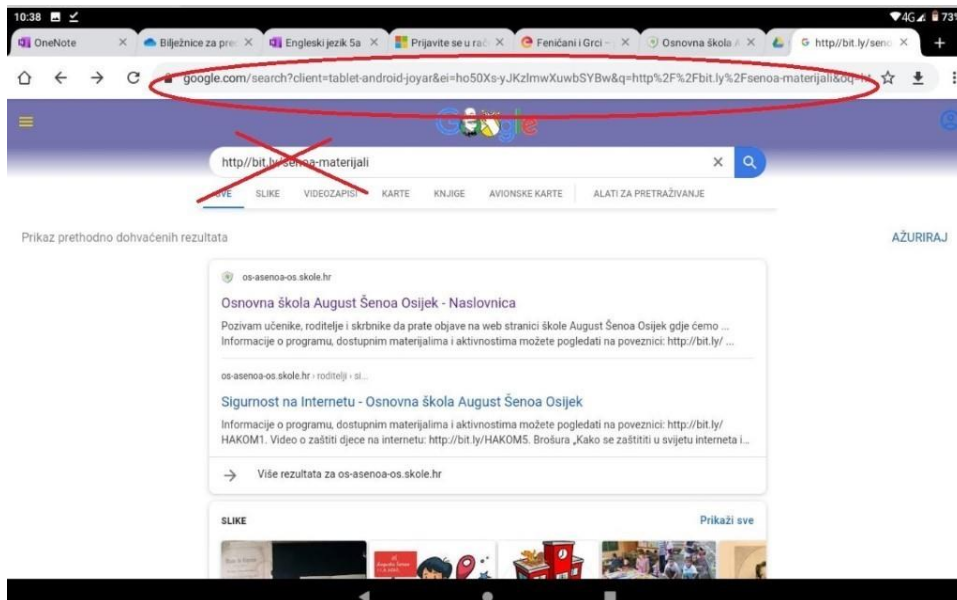 10:38 4G 73%
OneNote Bilježnice za pre Engleski jezik 5a Prijavite se u rač Feničani i Grci – Osnovna škola A http//bit.ly/seno
google.com/search?client=tablet-android-joyar&ei=ho50Xs-yJKzlmwXuwbSYBw&q=http%2F%2Fbit.ly%2Fsenoa-materijali&oq=ht
Google
http//bit.ly/senoa-materijali
SVE SLIKE VIDEOZAPISI KARTE KNJIGE AVIONSKE KARTE ALATI ZA PRETRAŽIVANJE
Prikaz prethodno dohvaćenih rezultata AŽURIRAJ
os-asenoa-os.skole.hr
Osnovna škola August Šenoa Osijek - Naslovnica
Pozivam učenike, roditelje i skrbnike da prate objave na web stranici škole August Šenoa Osijek gdje ćemo ...
Informacije o programu, dostupnim materijalima i aktivnostima možete pogledati na poveznici: http://bit.ly/ ...
os-asenoa-os.skole.hr › roditelji › si...
Sigurnost na Internetu - Osnovna škola August Šenoa Osijek
Informacije o programu, dostupnim materijalima i aktivnostima možete pogledati na poveznici: http://bit.ly/
HAKOM1. Video o zaštiti djece na internetu: http://bit.ly/HAKOM5. Brošura „Kako se zaštititi u svijetu interneta i...
Više rezultata za os-asenoa-os.skole.hr
SLIKE Prikaži sve